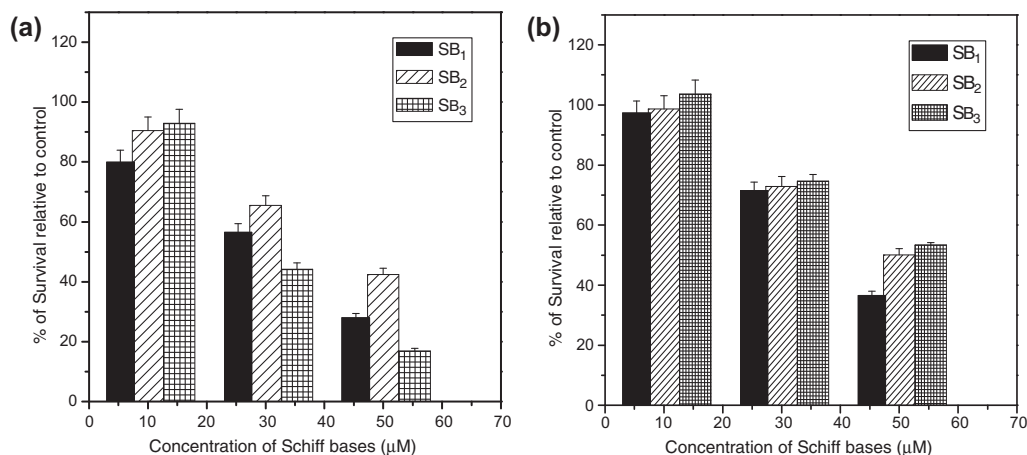 (a)
120
100
80
60
40
20
0
% of Survival relative to control
SB1
SB2
SB3
0 10 20 30 40 50 60 70
Concentration of Schiff bases (μM)
(b)
120
100
80
60
40
20
0
% of Survival relative to control
SB1
SB2
SB3
0 10 20 30 40 50 60 70
Concentration of Schiff bases (μM)